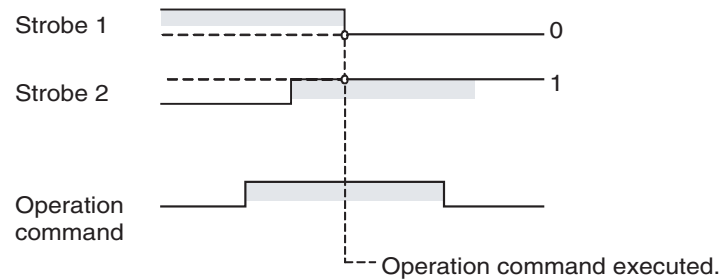 Strobe 1
0
Strobe 2
1
Operation
command
Operation command executed.